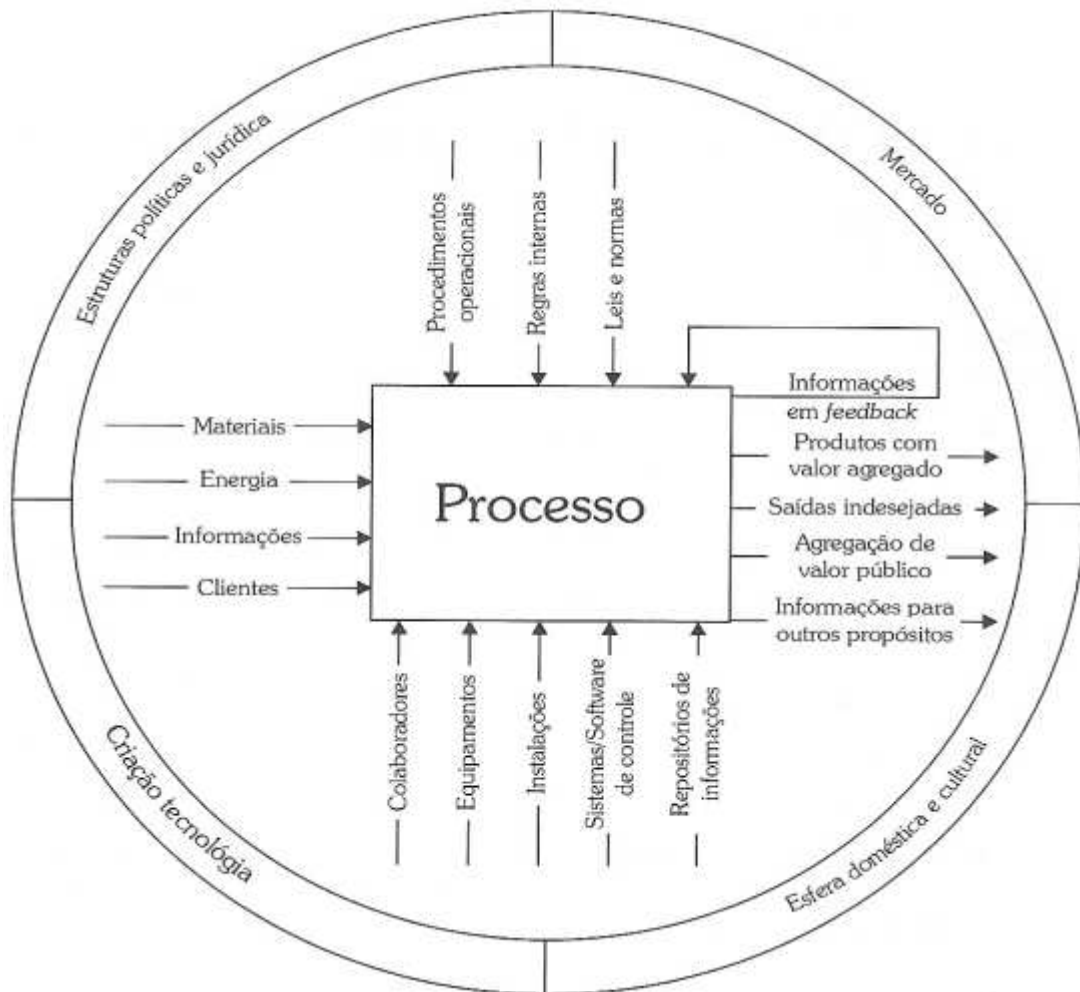 Estruturas políticas e jurídica
Mercado
Procedimentos
operacionais
Regras internas
Leis e normas
Informações
em feedback
Materiais
Energia
Informações
Clientes
Processo
Produtos com
valor agregado
Saídas indesejadas
Agregação de
valor público
Informações para
outros propósitos
Colaboradores
Equipamentos
Instalações
Sistemas/Software
de controle
Repositórios de
informações
Criação tecnológia
Esfera doméstica e cultural